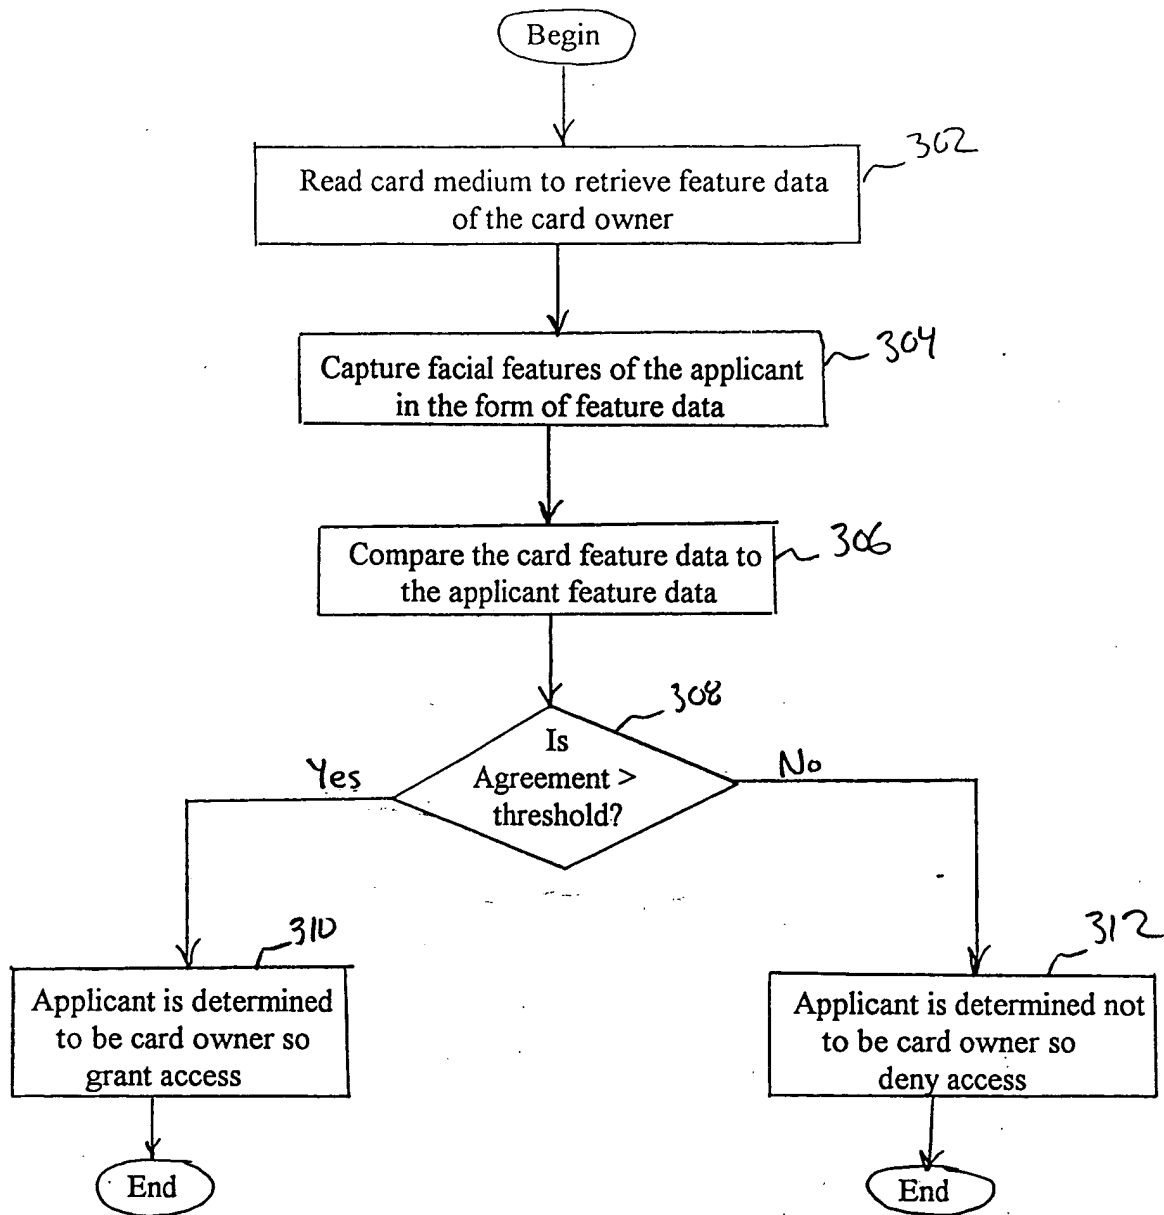 Begin
302
Read card medium to retrieve feature data
of the card owner
304
Capture facial features of the applicant
in the form of feature data
306
Compare the card feature data to
the applicant feature data
308
Is
Agreement >
threshold?
Yes
No
310
Applicant is determined
to be card owner so
grant access
312
Applicant is determined not
to be card owner so
deny access
End
End